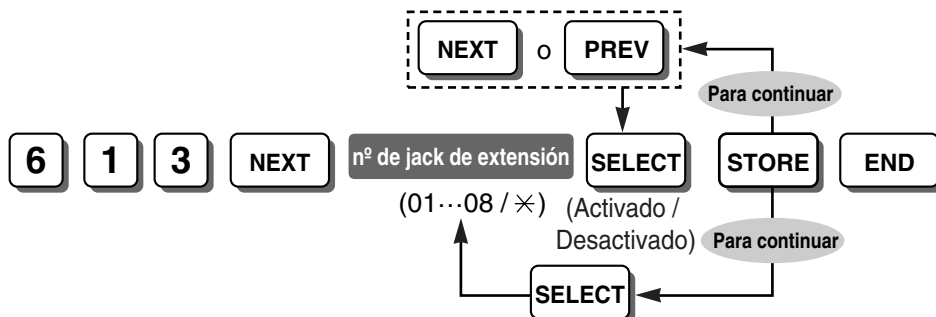 NEXT o PREV
Para continuar
6 1 3 NEXT nº de jack de extensión SELECT STORE END
(01···08 / ✳) (Activado /
Desactivado) Para continuar
SELECT